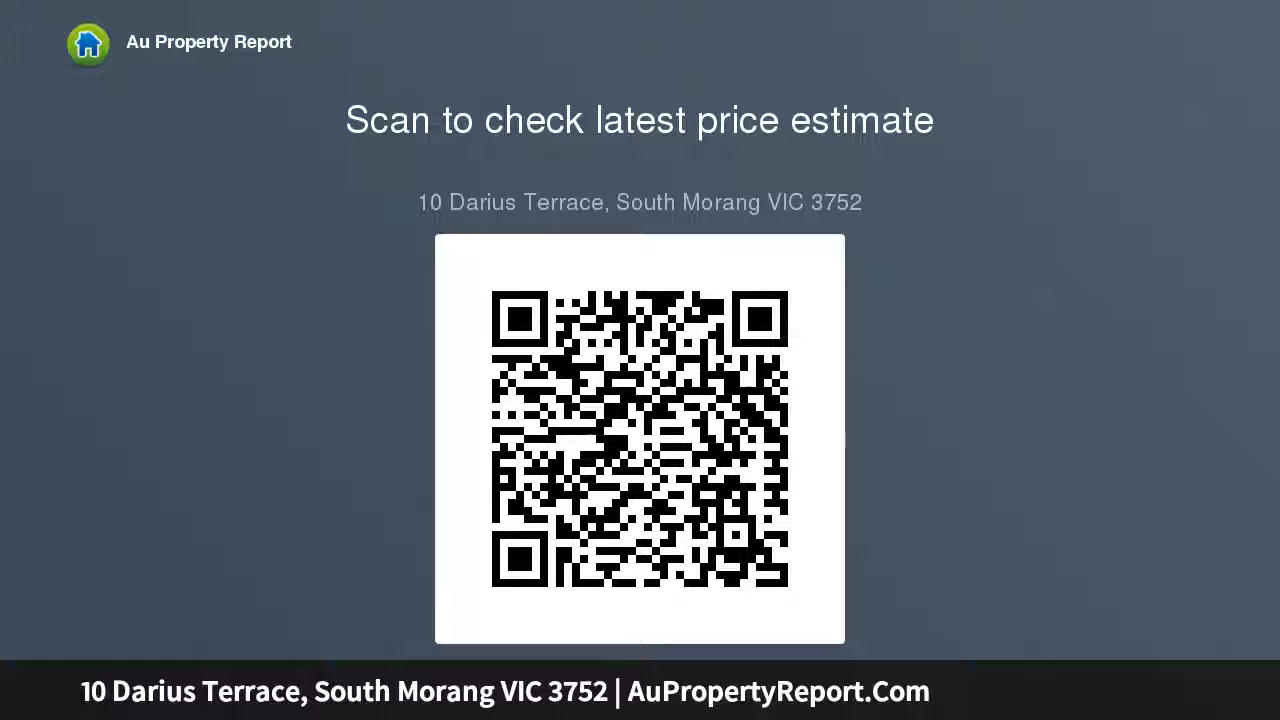 Au Property Report
Scan to check latest price estimate
10 Darius Terrace, South Morang VIC 3752
10 Darius Terrace, South Morang VIC 3752 | AuPropertyReport.Com